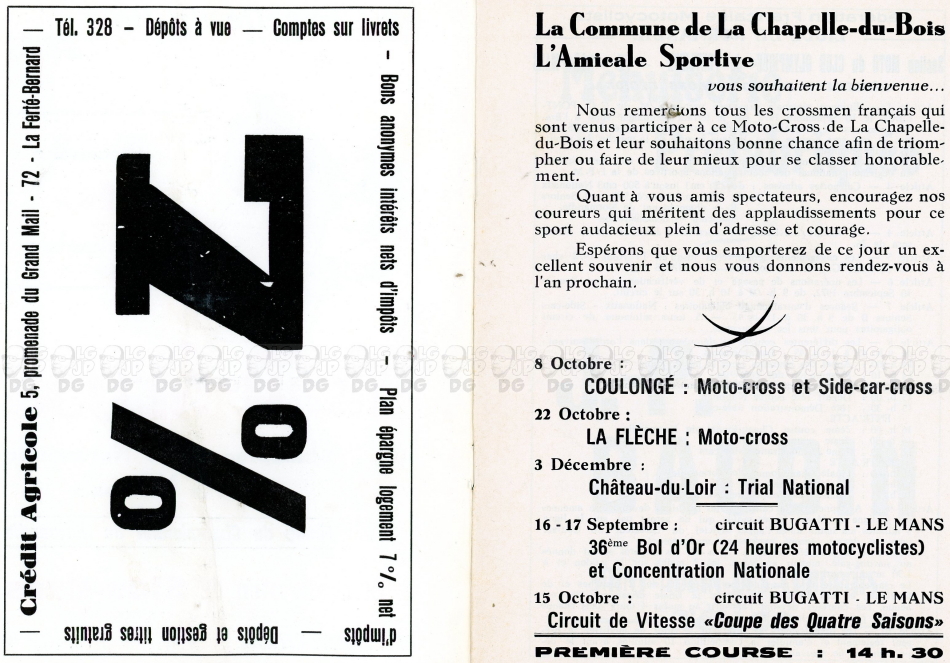 Tél. 328 – Dépôts à vue — Comptes sur livrets
– Bons anonymes intérêts nets d'impôts – Plan épargne logement 7 % net
d'impôts — Dépôts et gestion titres gratuits
Crédit Agricole 5, promenade du Grand Mail - 72 - La Ferté-Bernard
7 %
La Commune de La Chapelle-du-Bois
L'Amicale Sportive
vous souhaitent la bienvenue...
Nous remercions tous les crossmen français qui
sont venus participer à ce Moto-Cross de La Chapelle-
du-Bois et leur souhaitons bonne chance afin de triom-
pher ou faire de leur mieux pour se classer honorable-
ment.
Quant à vous amis spectateurs, encouragez nos
coureurs qui méritent des applaudissements pour ce
sport audacieux plein d'adresse et courage.
Espérons que vous emporterez de ce jour un ex-
cellent souvenir et nous vous donnons rendez-vous à
l'an prochain.
8 Octobre :
COULONGÉ : Moto-cross et Side-car-cross
22 Octobre :
LA FLÈCHE : Moto-cross
3 Décembre :
Château-du-Loir : Trial National
16 - 17 Septembre : circuit BUGATTI - LE MANS
36ème Bol d'Or (24 heures motocyclistes)
et Concentration Nationale
15 Octobre : circuit BUGATTI - LE MANS
Circuit de Vitesse «Coupe des Quatre Saisons»
PREMIÈRE COURSE : 14 h. 30